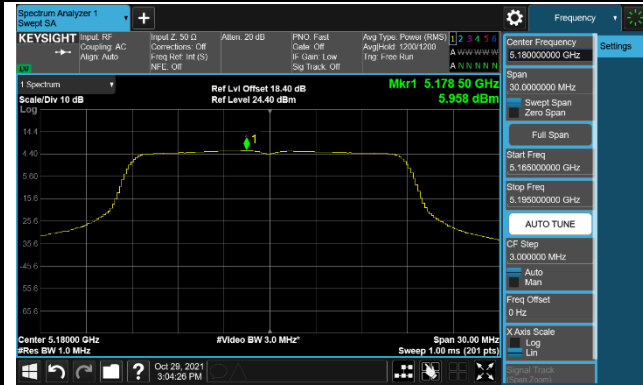 Spectrum Analyzer 1
Swept SA
Frequency
KEYSIGHT
Input: RF
Coupling: AC
Align: Auto
Input Z: 50 Ω
Corrections: Off
Freq Ref: Int (S)
NFE: Off
Atten: 20 dB
PNO: Fast
Gate: Off
IF Gain: Low
Sig Track: Off
Avg Type: Power (RMS)
Avg|Hold: 1200/1200
Trig: Free Run
1 2 3 4 5 6
A W W W W W
A N N N N N
LXI
1 Spectrum
Scale/Div 10 dB
Log
Ref Lvl Offset 18.40 dB
Ref Level 24.40 dBm
Mkr1 5.178 50 GHz
5.958 dBm
1
14.4
4.40
-5.60
-15.6
-25.6
-35.6
-45.6
-55.6
-65.6
Center 5.18000 GHz
#Res BW 1.0 MHz
#Video BW 3.0 MHz*
Span 30.00 MHz
Sweep 1.00 ms (201 pts)
Oct 29, 2021
3:04:26 PM
Center Frequency
5.180000000 GHz
Span
30.0000000 MHz
Swept Span
Zero Span
Full Span
Start Freq
5.165000000 GHz
Stop Freq
5.195000000 GHz
AUTO TUNE
CF Step
3.000000 MHz
Auto
Man
Freq Offset
0 Hz
X Axis Scale
Log
Lin
Signal Track
(Span Zoom)
Settings